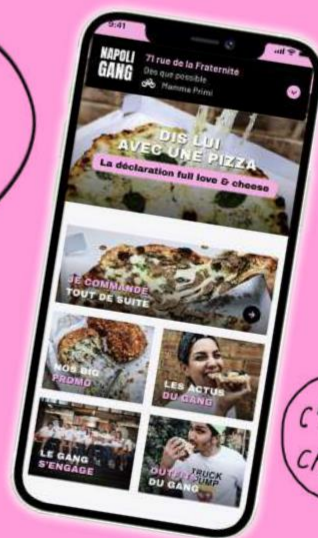 9:41
NAPOLI
GANG
71 rue de la Fraternité
Dès que possible
Mamma Primi
DIS LUI
AVEC UNE PIZZA
La déclaration full love & cheese
JE COMMANDE
TOUT DE SUITE
NOS BIG
PROMO
LES ACTUS
DU GANG
LE GANG
S'ENGAGE
OUTFITS
DU GANG